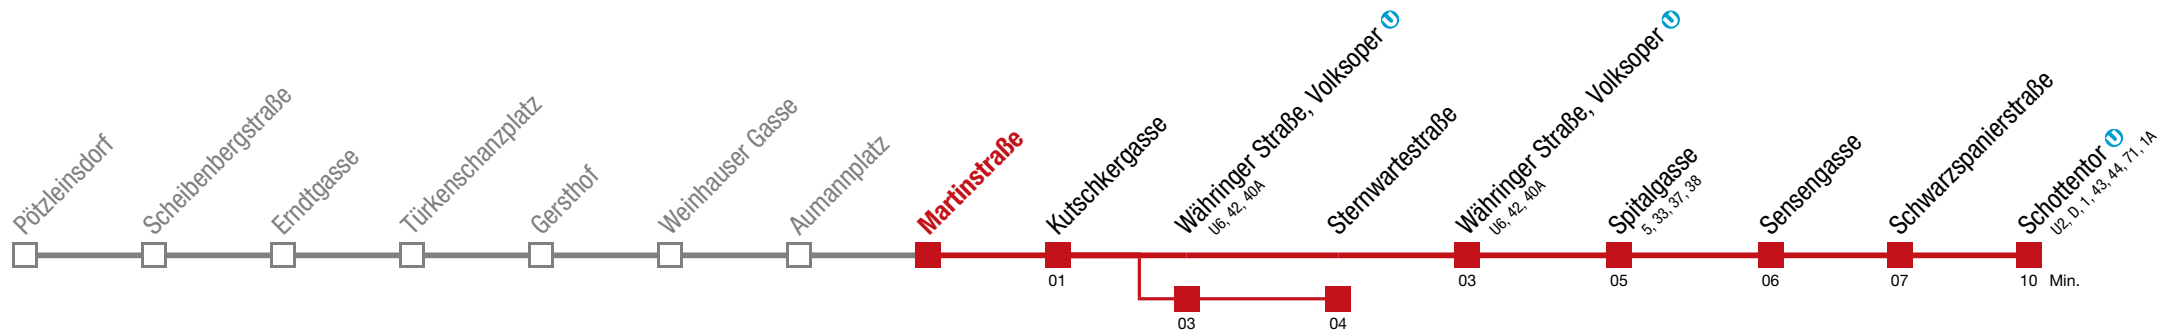 Pötzleinsdorf
Scheibenbergstraße
Erndtgasse
Türkenschanzplatz
Gersthof
Weinhauser Gasse
Aumannplatz
Martinstraße
Kutschkergasse
01
Währinger Straße, Volksoper
U6, 42, 40A
03
Sternwartestraße
04
Währinger Straße, Volksoper
U6, 42, 40A
03
Spitalgasse
5, 33, 37, 38
05
Sensengasse
06
Schwarzspanierstraße
07
Schottentor
U2, D, 1, 43, 44, 71, 1A
10 Min.